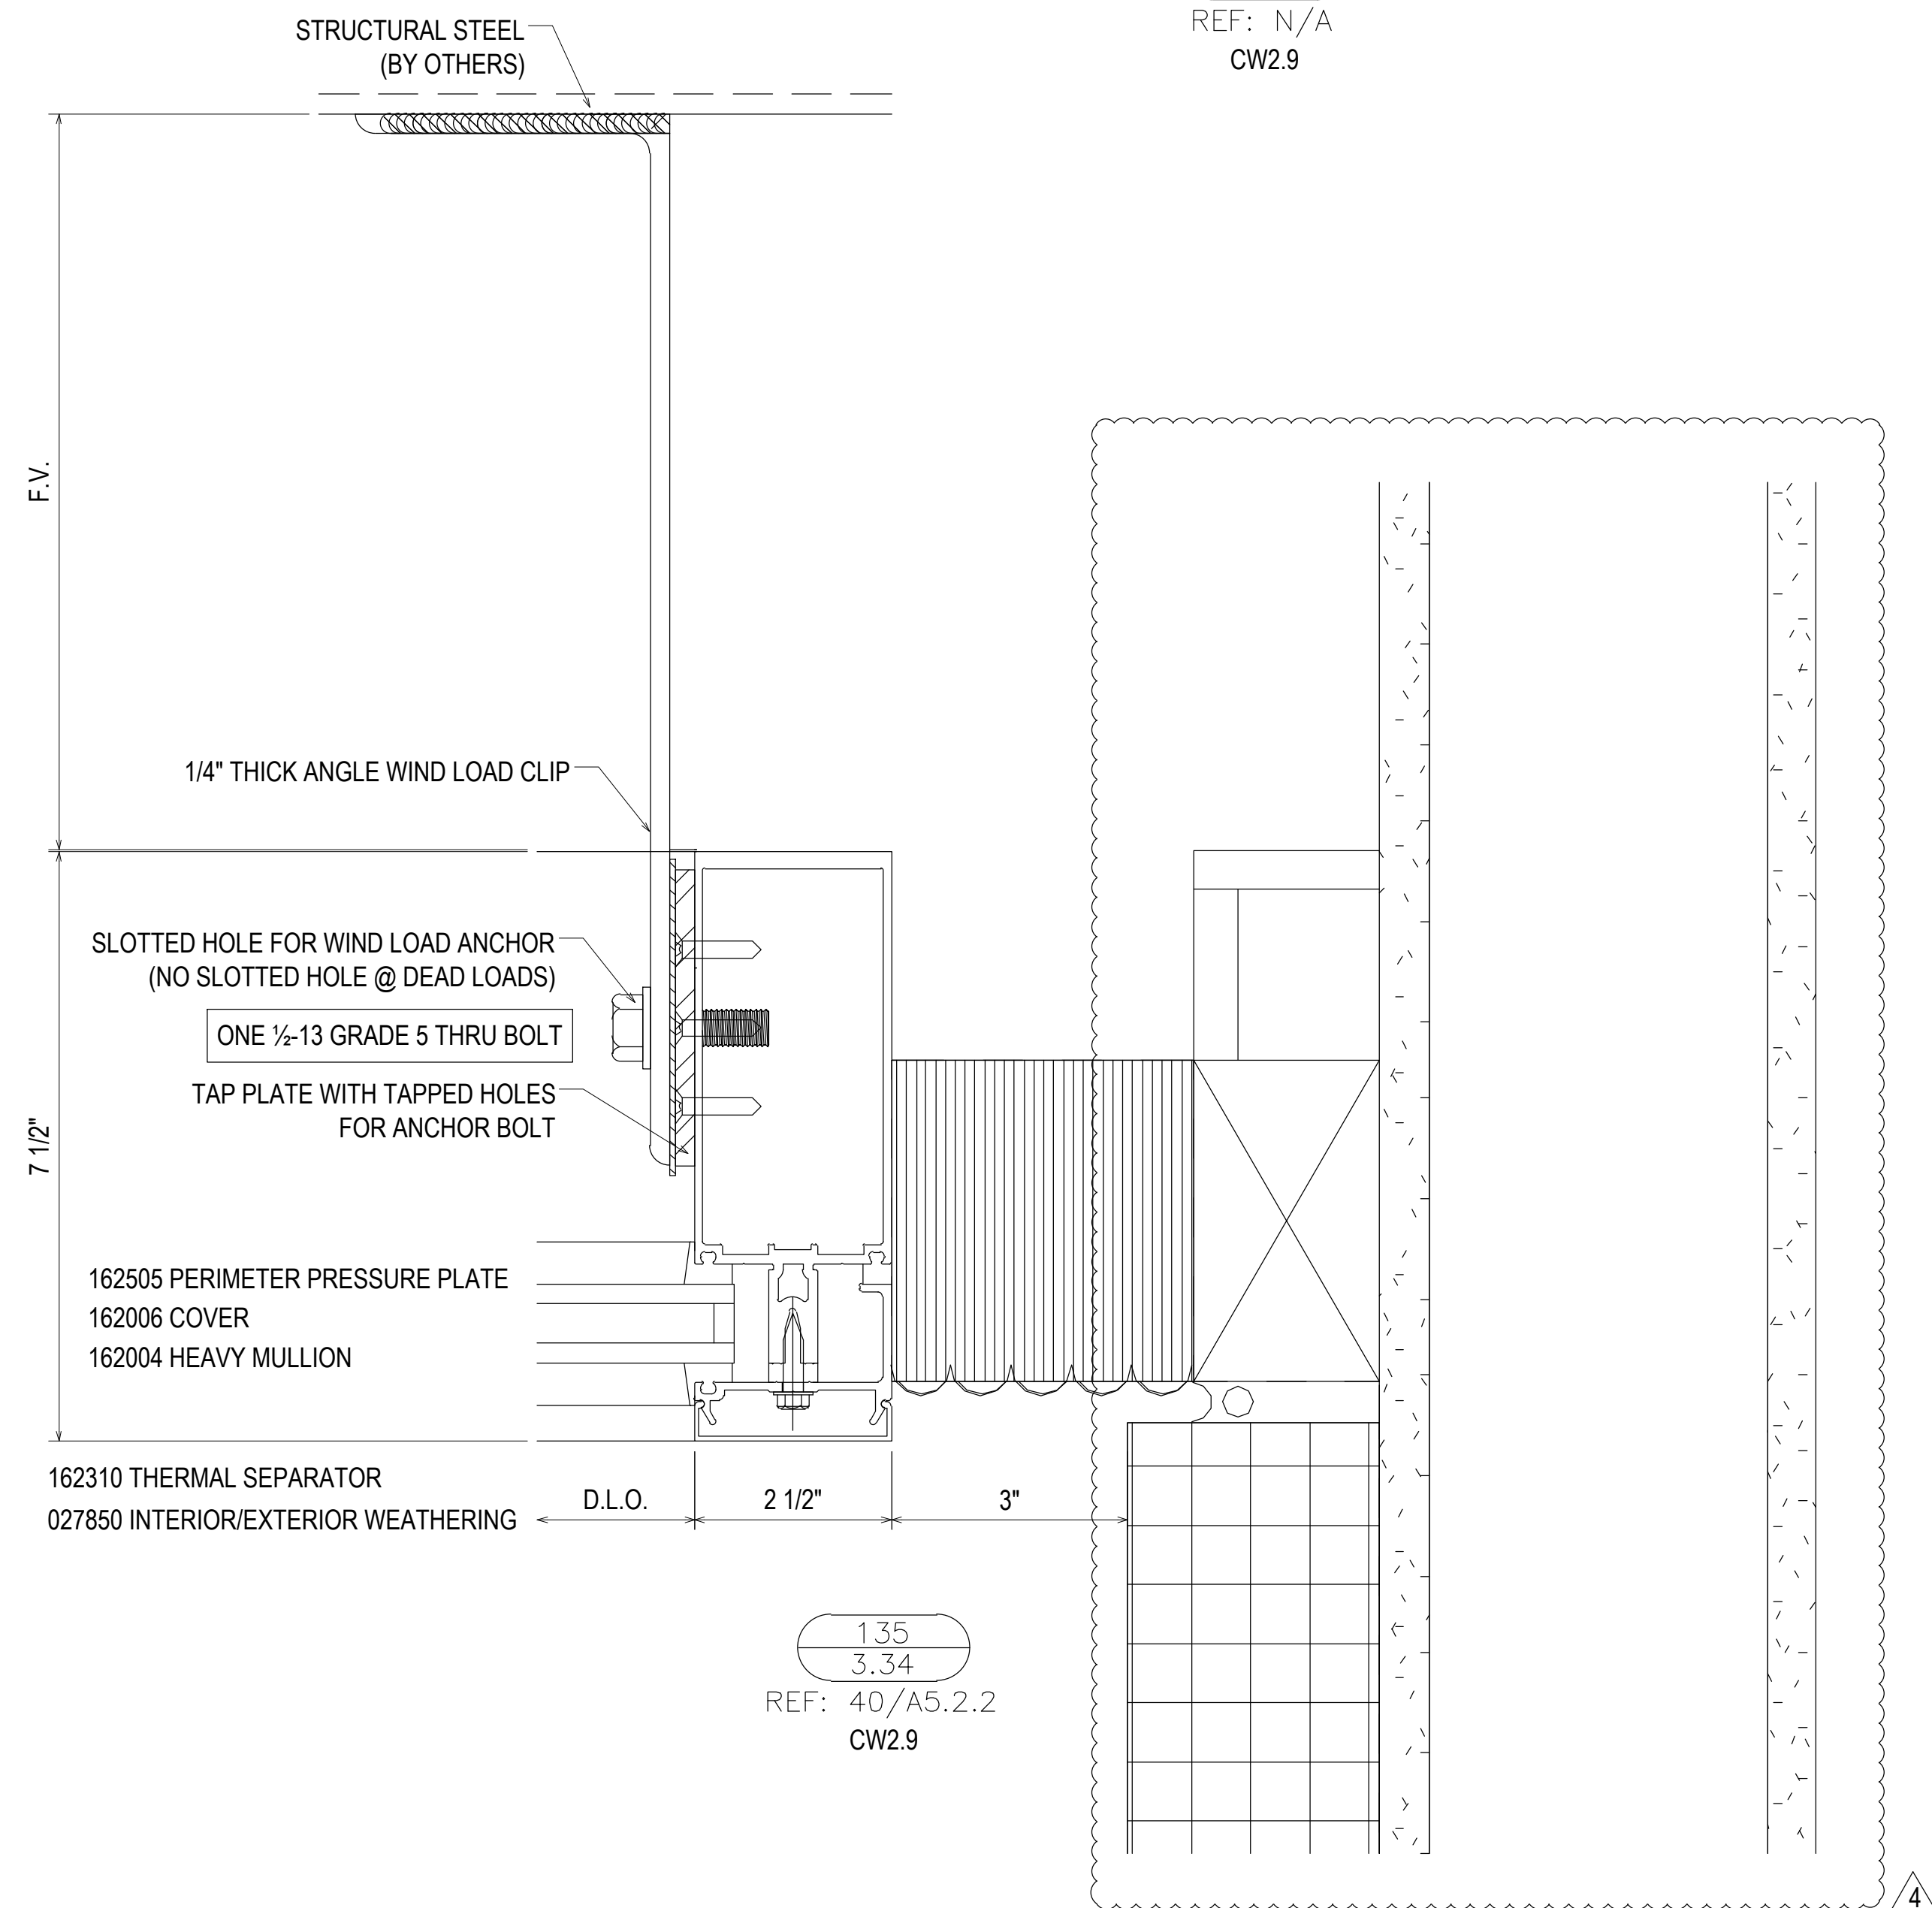 REF: N/A
CW2.9
STRUCTURAL STEEL
(BY OTHERS)
F.V.
1/4" THICK ANGLE WIND LOAD CLIP
SLOTTED HOLE FOR WIND LOAD ANCHOR
(NO SLOTTED HOLE @ DEAD LOADS)
ONE ½-13 GRADE 5 THRU BOLT
TAP PLATE WITH TAPPED HOLES
FOR ANCHOR BOLT
7 1/2"
162505 PERIMETER PRESSURE PLATE
162006 COVER
162004 HEAVY MULLION
162310 THERMAL SEPARATOR
027850 INTERIOR/EXTERIOR WEATHERING
D.L.O.
2 1/2"
3"
135
3.34
REF: 40/A5.2.2
CW2.9
4